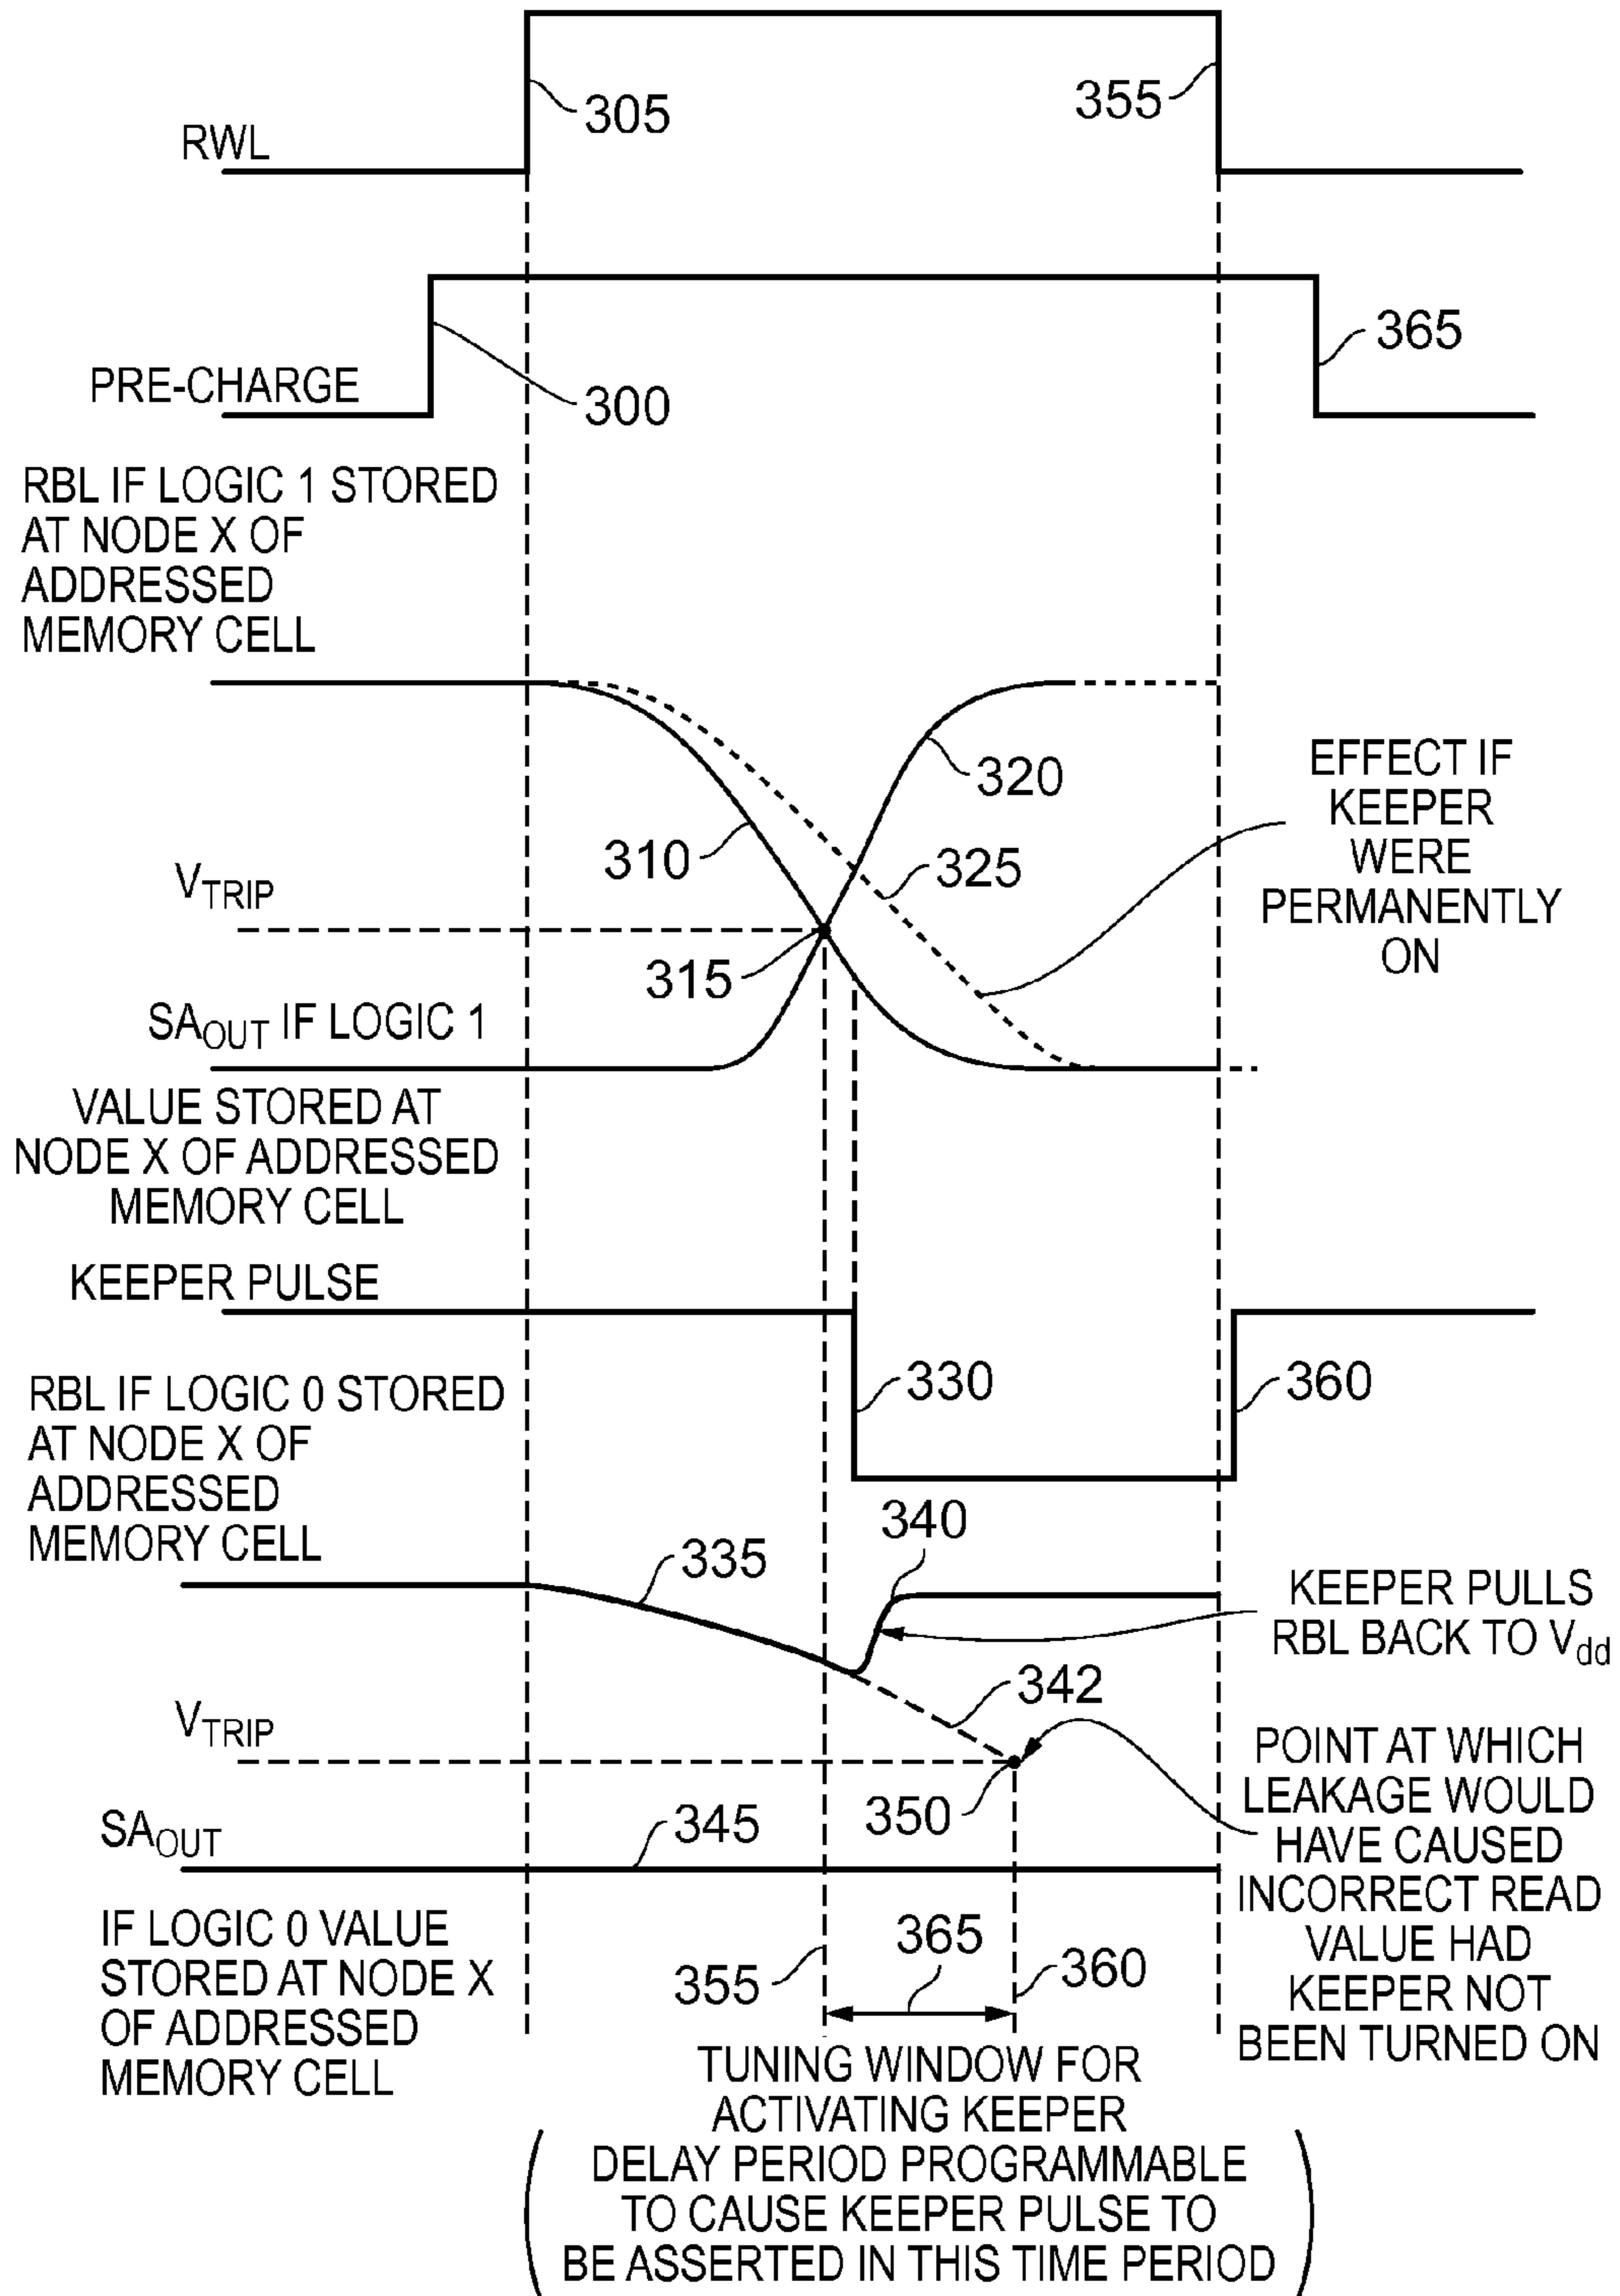 305
355
RWL
365
PRE-CHARGE
300
RBL IF LOGIC 1 STORED
AT NODE X OF
ADDRESSED
MEMORY CELL
320
EFFECT IF
KEEPER
WERE
PERMANENTLY
ON
310
325
VTRIP
315
SAOUT IF LOGIC 1
VALUE STORED AT
NODE X OF ADDRESSED
MEMORY CELL
KEEPER PULSE
330
360
RBL IF LOGIC 0 STORED
AT NODE X OF
ADDRESSED
MEMORY CELL
340
335
KEEPER PULLS
RBL BACK TO Vdd
342
VTRIP
350
POINT AT WHICH
LEAKAGE WOULD
HAVE CAUSED
INCORRECT READ
VALUE HAD
KEEPER NOT
BEEN TURNED ON
SAOUT
345
IF LOGIC 0 VALUE
STORED AT NODE X
OF ADDRESSED
MEMORY CELL
365
355
360
TUNING WINDOW FOR
ACTIVATING KEEPER
DELAY PERIOD PROGRAMMABLE
TO CAUSE KEEPER PULSE TO
BE ASSERTED IN THIS TIME PERIOD